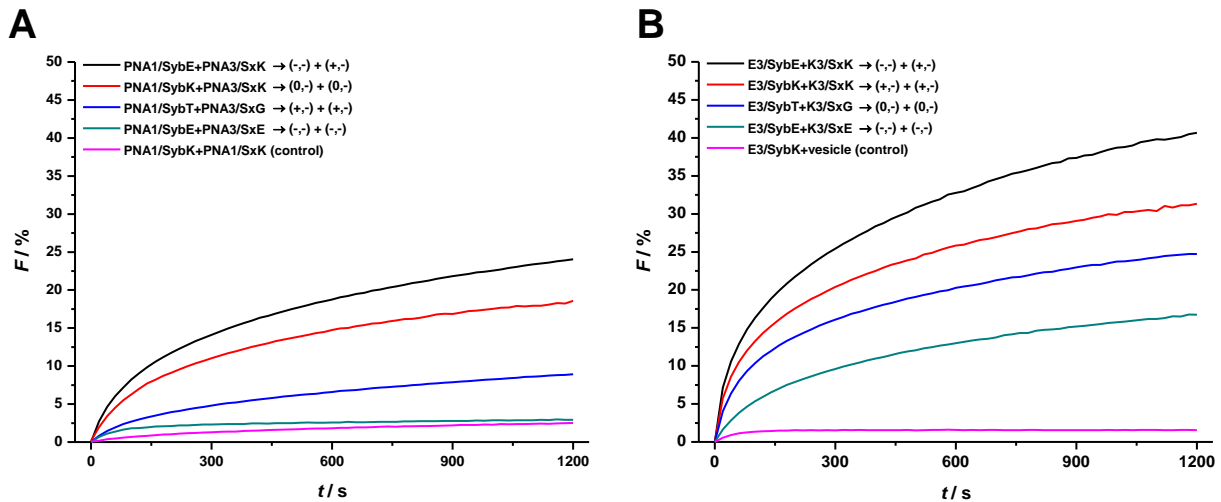 A
PNA1/SybE+PNA3/SxK → (-,-) + (+,-)
PNA1/SybK+PNA3/SxK → (0,-) + (0,-)
PNA1/SybT+PNA3/SxG → (+,-) + (+,-)
PNA1/SybE+PNA3/SxE → (-,-) + (-,-)
PNA1/SybK+PNA1/SxK (control)
50
45
40
35
30
25
20
15
10
5
0
F / %
0
300
600
900
1200
t / s
B
E3/SybE+K3/SxK → (-,-) + (+,-)
E3/SybK+K3/SxK → (+,-) + (+,-)
E3/SybT+K3/SxG → (0,-) + (0,-)
E3/SybE+K3/SxE → (-,-) + (-,-)
E3/SybK+vesicle (control)
50
45
40
35
30
25
20
15
10
5
0
F / %
0
300
600
900
1200
t / s